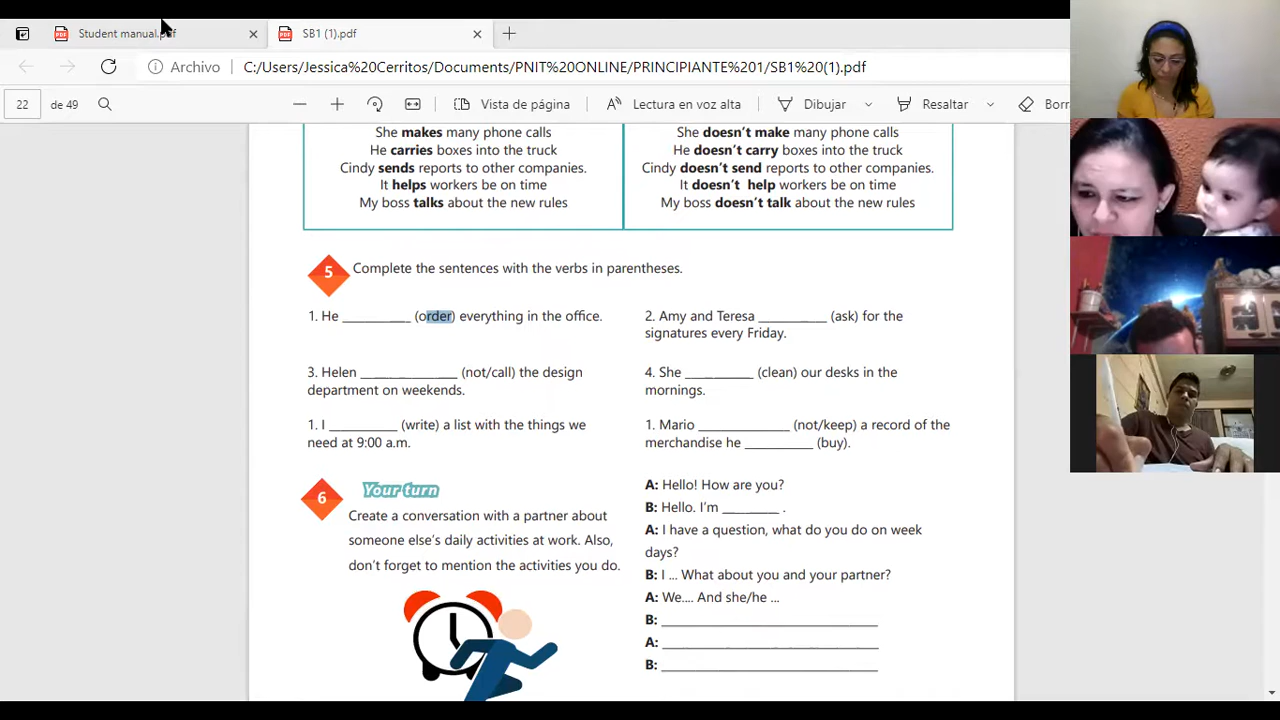 Student manual.pdf
SB1 (1).pdf
Archivo
C:/Users/Jessica%20Cerritos/Documents/PNIT%20ONLINE/PRINCIPIANTE%201/SB1%20(1).pdf
22 de 49
Vista de página
Lectura en voz alta
Dibujar
Resaltar
Borr
She makes many phone calls
He carries boxes into the truck
Cindy sends reports to other companies.
It helps workers be on time
My boss talks about the new rules
She doesn't make many phone calls
He doesn't carry boxes into the truck
Cindy doesn't send reports to other companies.
It doesn't help workers be on time
My boss doesn't talk about the new rules
5 Complete the sentences with the verbs in parentheses.
1. He __________ (order) everything in the office.
2. Amy and Teresa __________ (ask) for the
signatures every Friday.
3. Helen ______________ (not/call) the design
department on weekends.
4. She __________ (clean) our desks in the
mornings.
1. I __________ (write) a list with the things we
need at 9:00 a.m.
1. Mario _____________ (not/keep) a record of the
merchandise he __________ (buy).
6 Your turn
Create a conversation with a partner about
someone else's daily activities at work. Also,
don't forget to mention the activities you do.
A: Hello! How are you?
B: Hello. I'm ________ .
A: I have a question, what do you do on week
days?
B: I ... What about you and your partner?
A: We.... And she/he ...
B: ________________________________
A: ________________________________
B: ________________________________